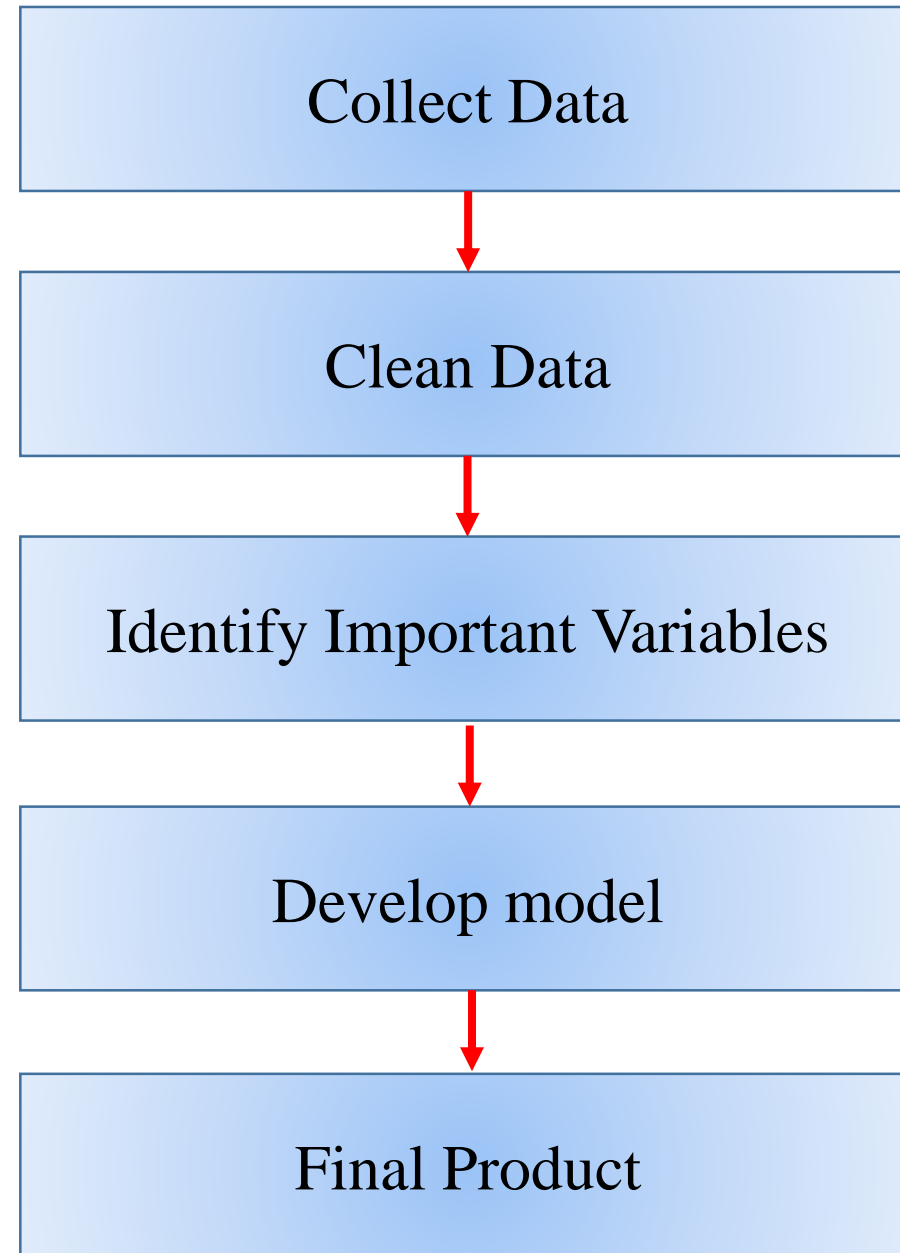 Collect Data
Clean Data
Identify Important Variables
Develop model
Final Product